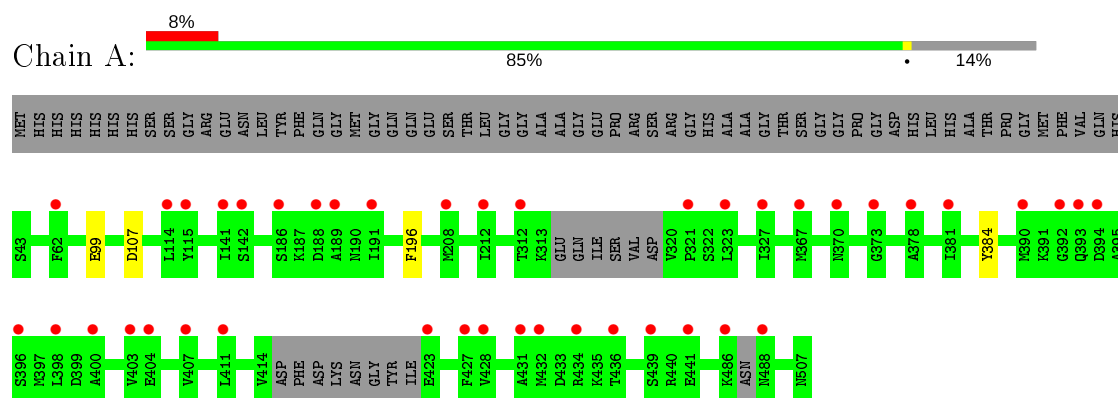 8%
Chain A:
85% • 14%
MET HIS HIS HIS HIS HIS HIS SER SER GLY ARG GLU ASN LEU TYR PHE GLN GLY MET GLY GLN GLN GLU SER THR LEU GLY GLY ALA ALA GLY GLU PRO ARG SER ARG GLY HIS ALA ALA GLY THR SER GLY GLY PRO GLY ASP HIS LEU HIS ALA THR PRO GLY MET PHE VAL GLN HIS
S43 F62 E99 D107 L114 Y115 I141 S142 S186 K187 D188 A189 N190 I191 F196 M208 I212 T312 K313 GLU GLN ILE SER VAL ASP V320 P321 S322 L323 I327 M367 N370 G373 A378 I381 Y384 M390 K391 G392 Q393 D394 A395
S396 M397 I398 D399 A400 V403 E404 V407 L411 V414 ASP PHE ASP LYS ASN GLY TYR ILE E423 F427 V428 A431 M432 D433 R434 K435 T436 S439 R440 E441 K486 ASN N488 N507